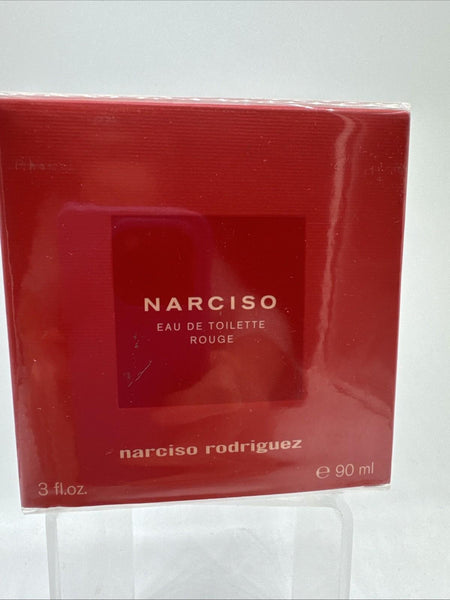 NARCISO
EAU DE TOILETTE
ROUGE
narciso rodriguez
3 fl.oz.
℮ 90 ml